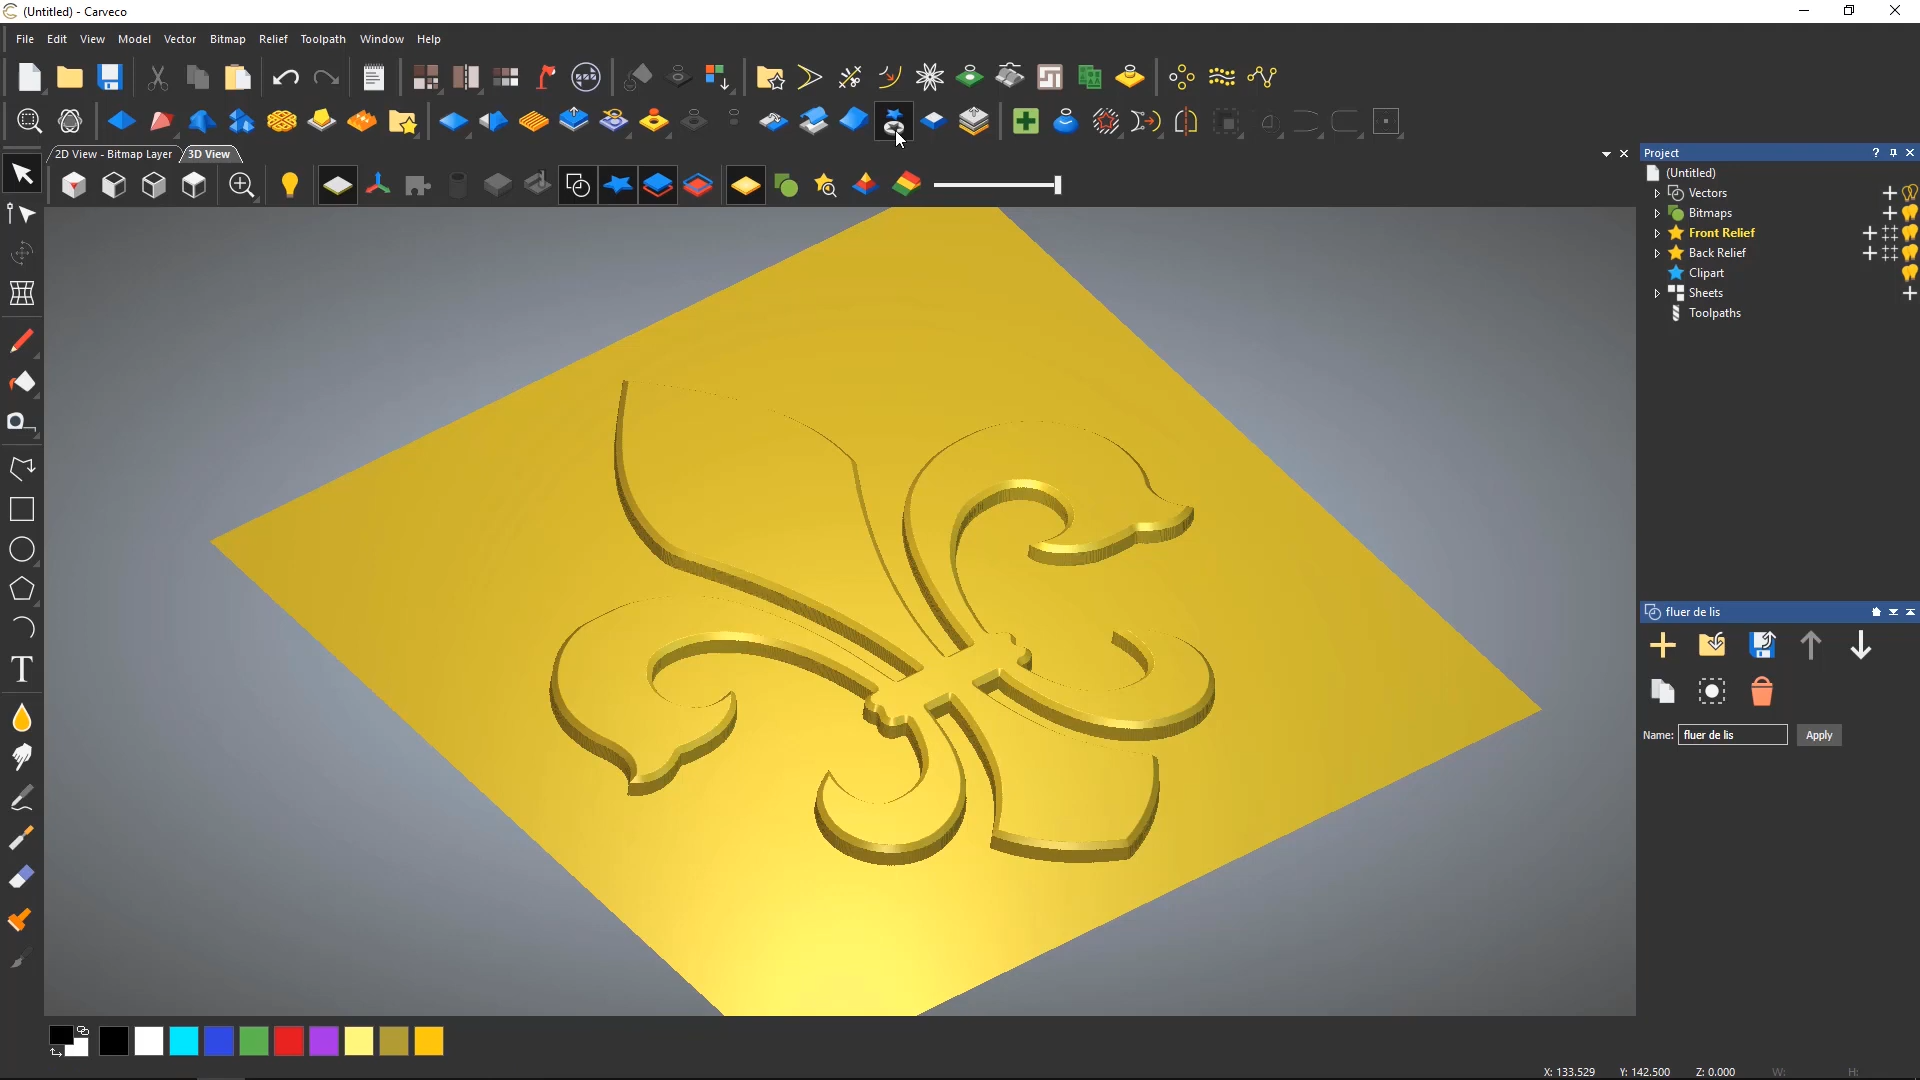 (Untitled) - Carveco
File Edit View Model Vector Bitmap Relief Toolpath Window Help
2D View - Bitmap Layer 3D View
Project
(Untitled)
Vectors
Bitmaps
Front Relief
Back Relief
Clipart
Sheets
Toolpaths
fluer de lis
Name: fluer de lis Apply
X: 133.529 Y: 142.500 Z: 0.000 W: H: